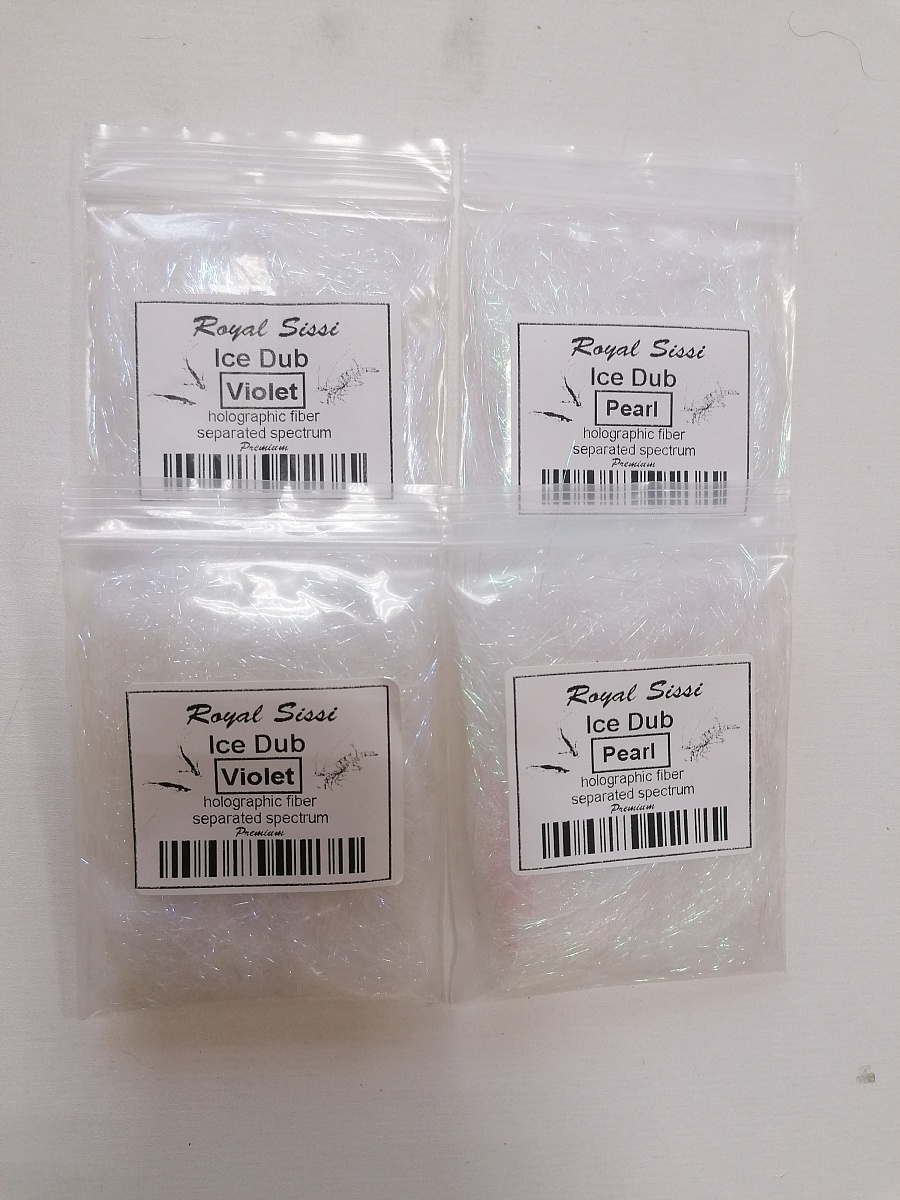 Royal Sissi
Ice Dub
Violet
holographic fiber
separated spectrum
Premium
Royal Sissi
Ice Dub
Pearl
holographic fiber
separated spectrum
Premium
Royal Sissi
Ice Dub
Violet
holographic fiber
separated spectrum
Premium
Royal Sissi
Ice Dub
Pearl
holographic fiber
separated spectrum
Premium